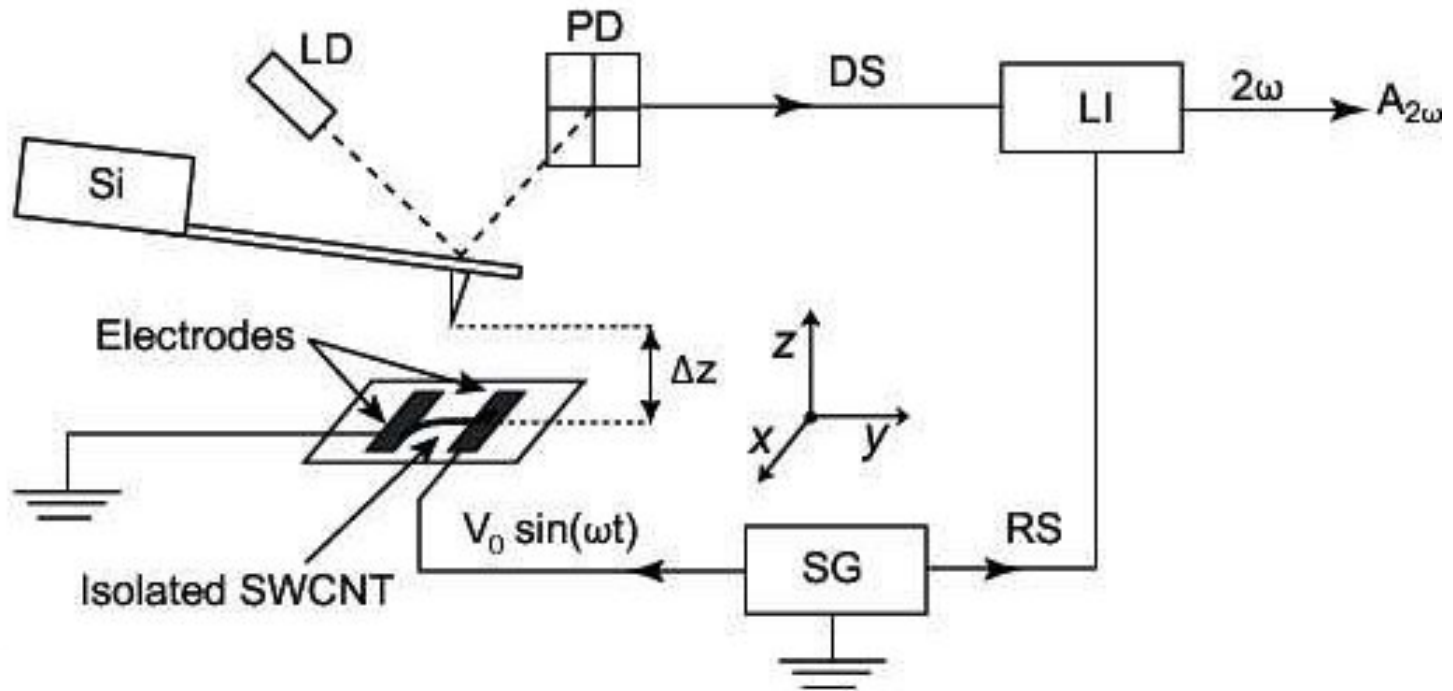 LD
PD
DS
LI
2ω
A₂ω
Si
Electrodes
Δz
z
x
y
V₀ sin(ωt)
RS
SG
Isolated SWCNT